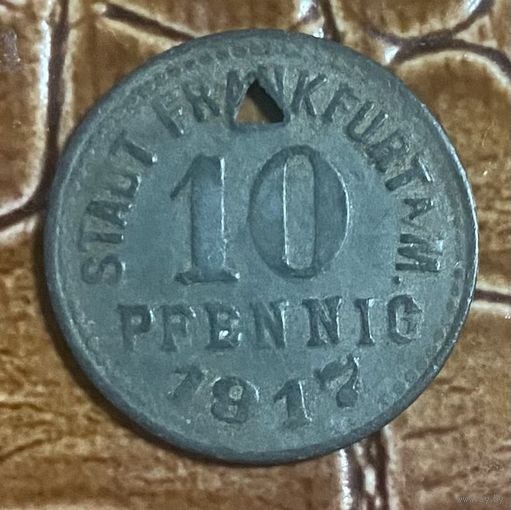 STADT FRANKFURT A.M.
10
PFENNIG
1917